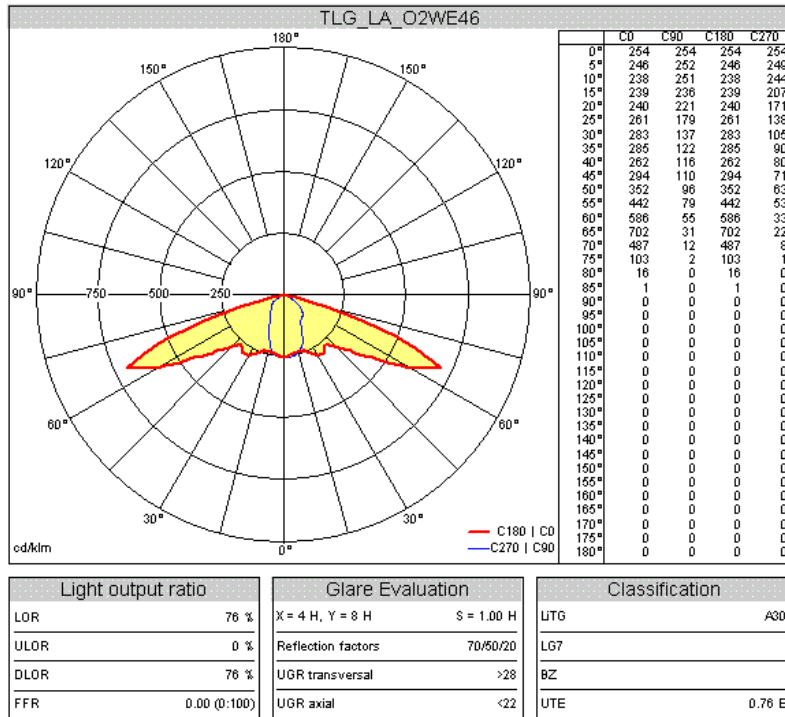 TLG_LA_O2WE46
180°
150° 150°
120° 120°
90° 750 500 250 90°
60° 60°
30° 30°
0°
cd/klm
C180 | C0
C270 | C90
C0 C90 C180 C270
0° 254 254 254 254
5° 246 252 246 249
10° 238 251 238 244
15° 239 236 239 207
20° 240 221 240 171
25° 261 179 261 138
30° 283 137 283 105
35° 285 122 285 90
40° 262 116 262 80
45° 294 110 294 71
50° 352 96 352 63
55° 442 79 442 53
60° 586 55 586 33
65° 702 31 702 22
70° 487 12 487 8
75° 103 2 103 1
80° 16 0 16 0
85° 1 0 1 0
90° 0 0 0 0
95° 0 0 0 0
100° 0 0 0 0
105° 0 0 0 0
110° 0 0 0 0
115° 0 0 0 0
120° 0 0 0 0
125° 0 0 0 0
130° 0 0 0 0
135° 0 0 0 0
140° 0 0 0 0
145° 0 0 0 0
150° 0 0 0 0
155° 0 0 0 0
160° 0 0 0 0
165° 0 0 0 0
170° 0 0 0 0
175° 0 0 0 0
180° 0 0 0 0
Light output ratio
LOR 76 %
ULOR 0 %
DLOR 76 %
FFR 0.00 (0:100)
Glare Evaluation
X = 4 H, Y = 8 H S = 1.00 H
Reflection factors 70/50/20
UGR transversal >28
UGR axial <22
Classification
LiTG A30
LG7
BZ
UTE 0.76 E